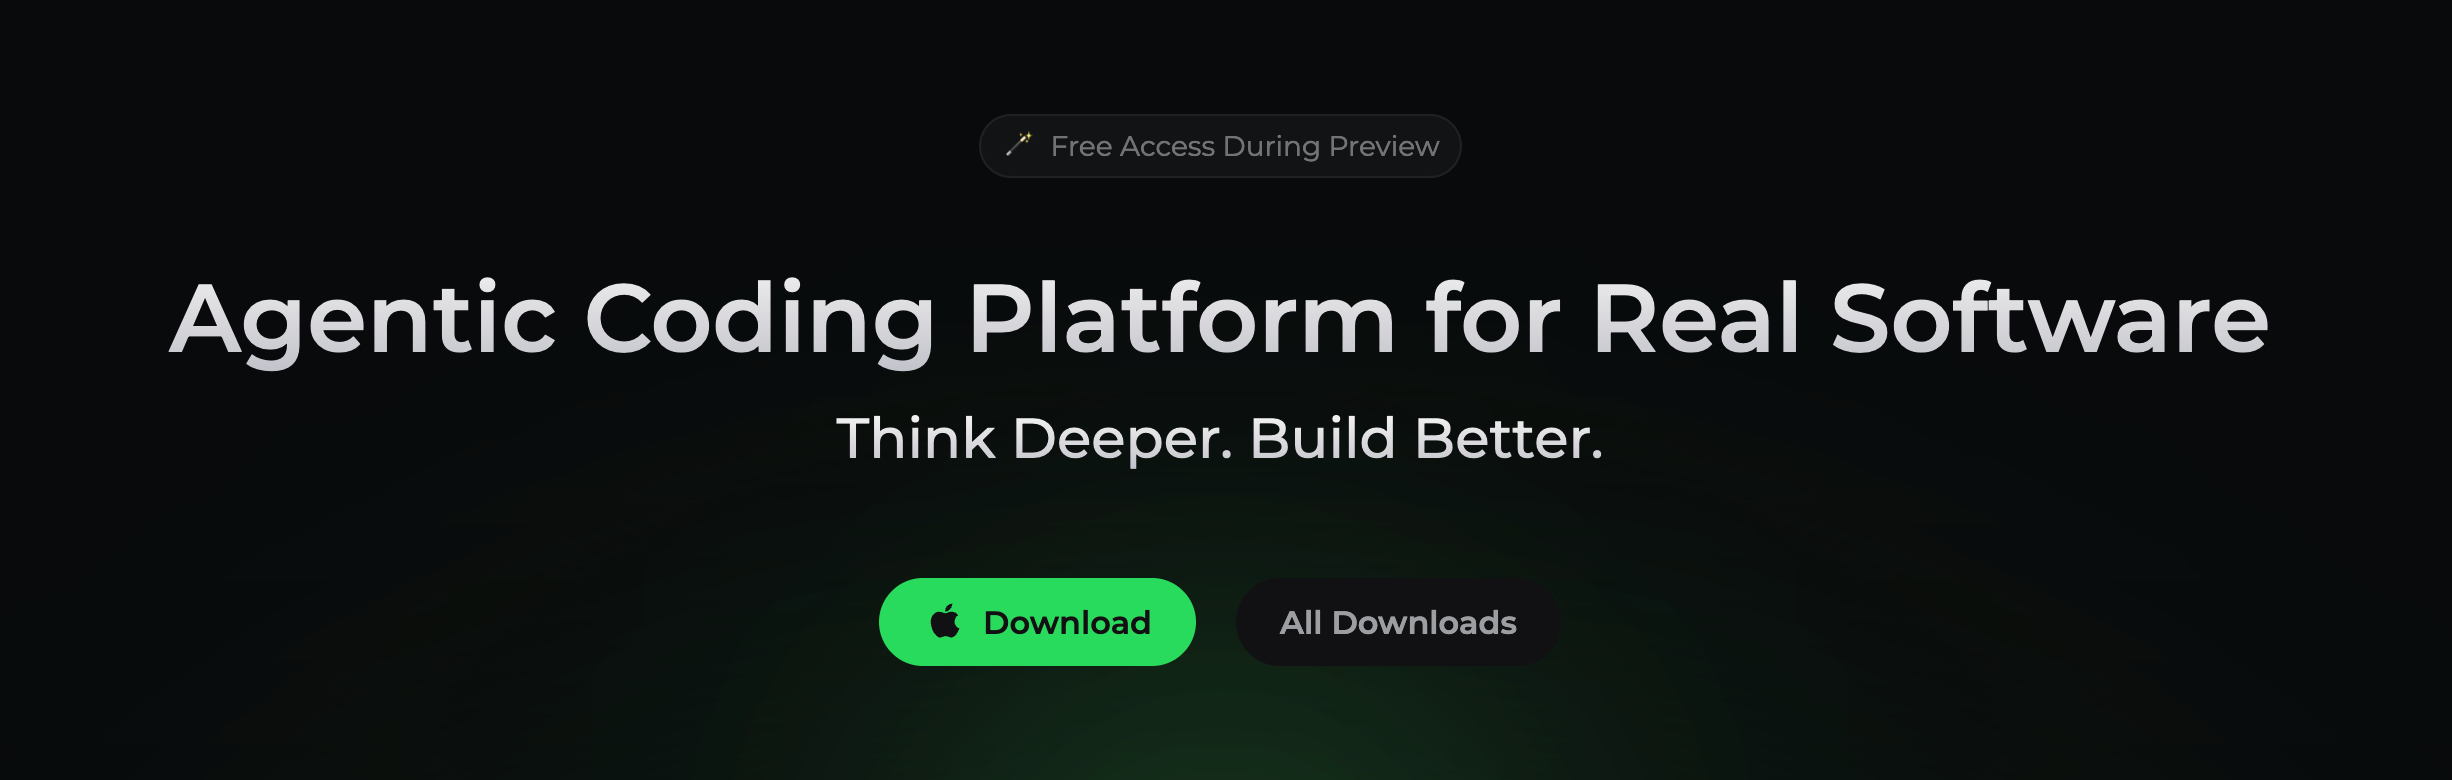 Free Access During Preview
Agentic Coding Platform for Real Software
Think Deeper. Build Better.
Download
All Downloads